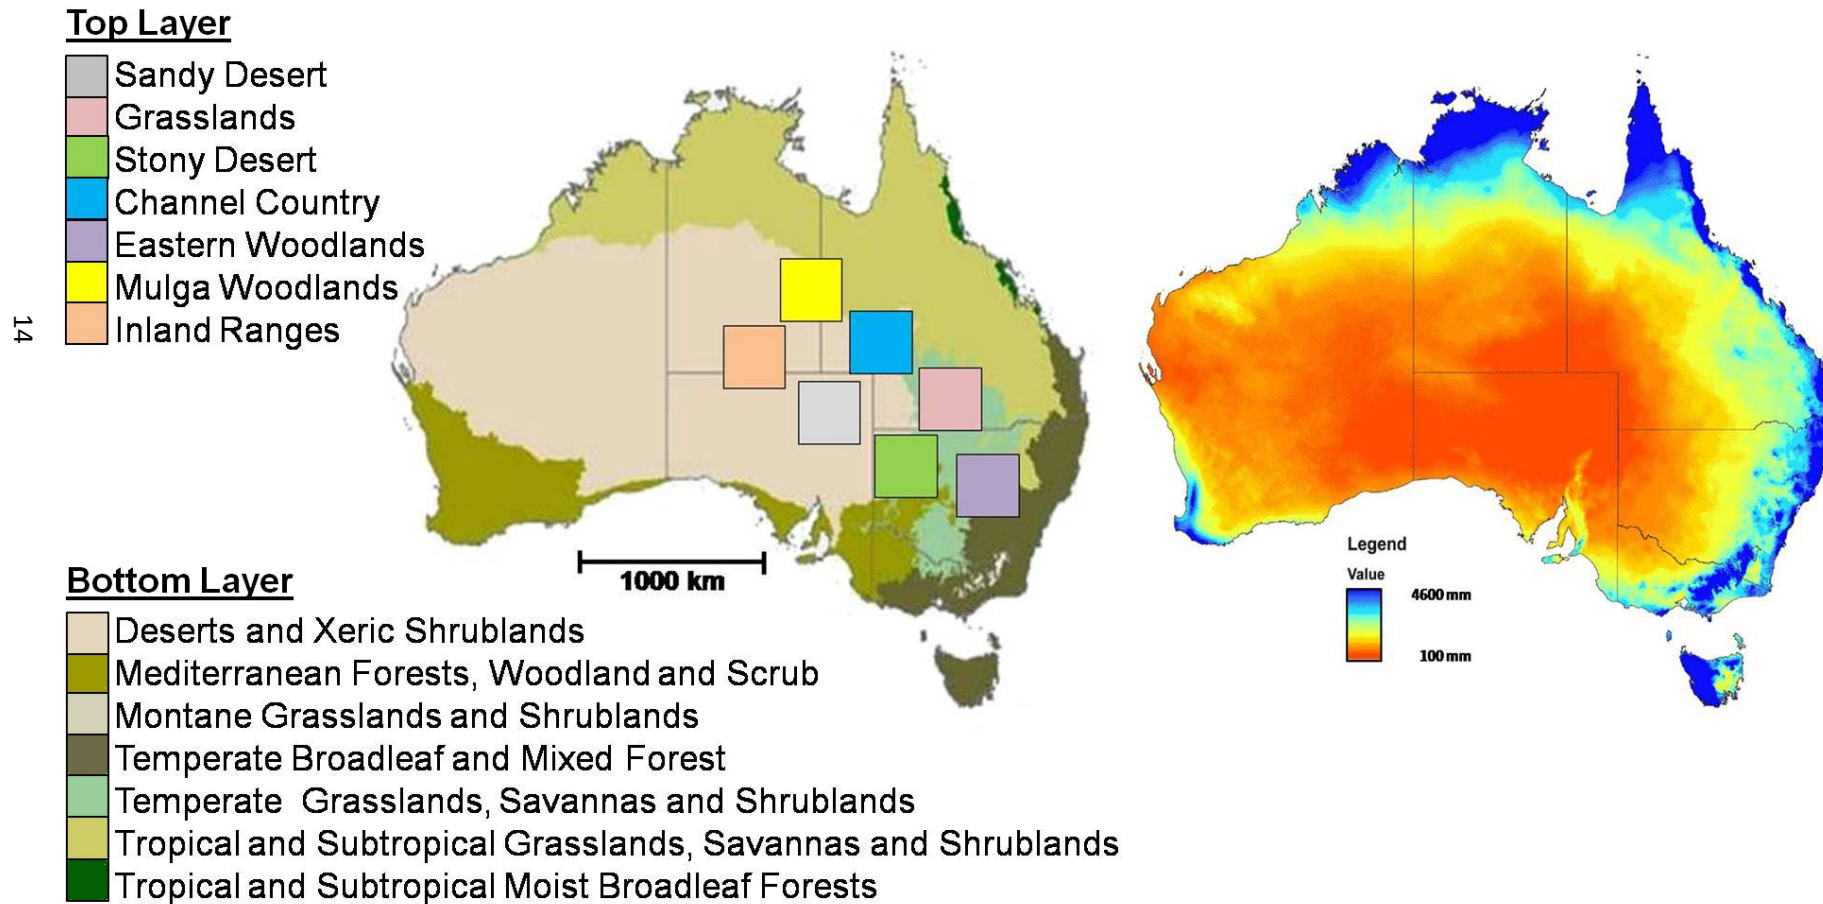 Top Layer
Sandy Desert
Grasslands
Stony Desert
Channel Country
Eastern Woodlands
Mulga Woodlands
Inland Ranges
14
1000 km
Bottom Layer
Deserts and Xeric Shrublands
Mediterranean Forests, Woodland and Scrub
Montane Grasslands and Shrublands
Temperate Broadleaf and Mixed Forest
Temperate Grasslands, Savannas and Shrublands
Tropical and Subtropical Grasslands, Savannas and Shrublands
Tropical and Subtropical Moist Broadleaf Forests
Legend
Value
4600 mm
100 mm